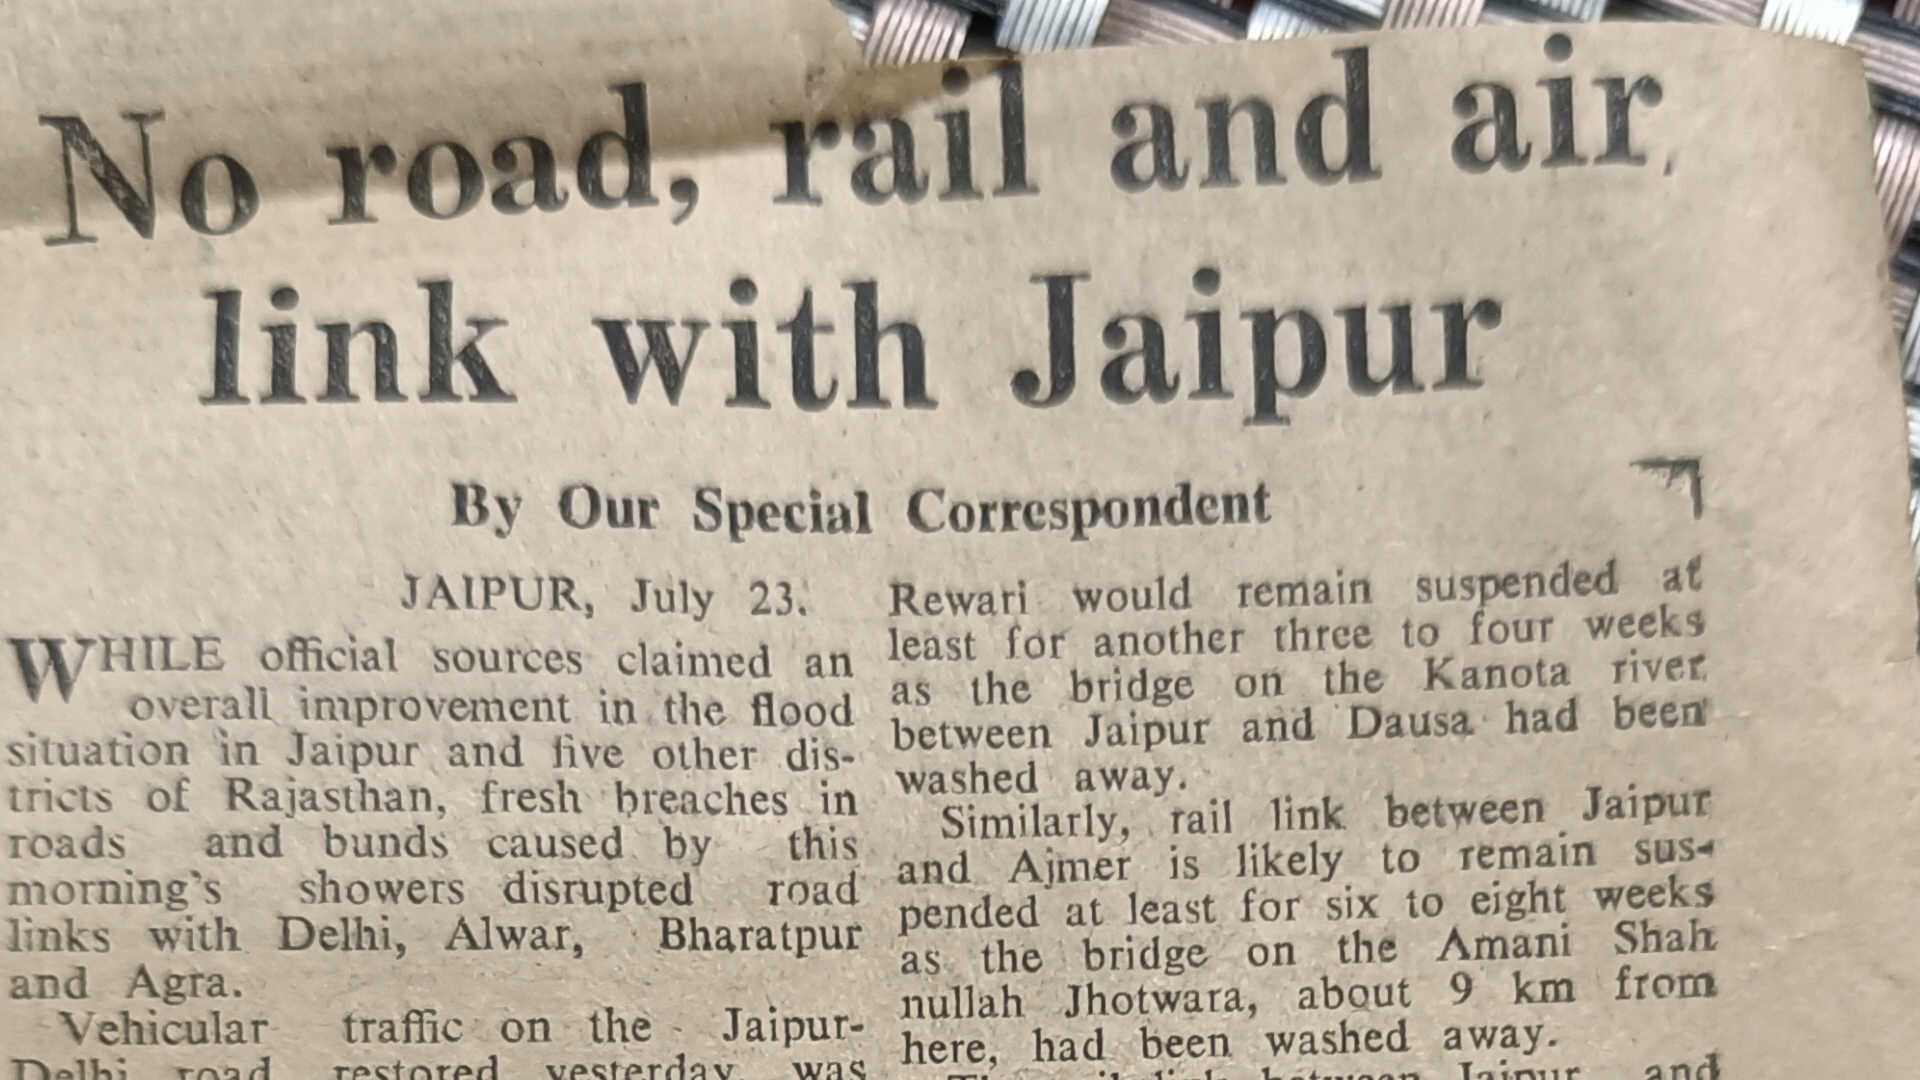 No road, rail and air
link with Jaipur
By Our Special Correspondent
JAIPUR, July 23.
WHILE official sources claimed an
overall improvement in the flood
situation in Jaipur and five other dis-
tricts of Rajasthan, fresh breaches in
roads and bunds caused by this
morning's showers disrupted road
links with Delhi, Alwar, Bharatpur
and Agra.
Vehicular traffic on the Jaipur-
Delhi road restored yesterday was
Rewari would remain suspended at
least for another three to four weeks
as the bridge on the Kanota river
between Jaipur and Dausa had been
washed away.
Similarly, rail link between Jaipur
and Ajmer is likely to remain sus-
pended at least for six to eight weeks
as the bridge on the Amani Shah
nullah Jhotwara, about 9 km from
here, had been washed away.
link between Jaipur and